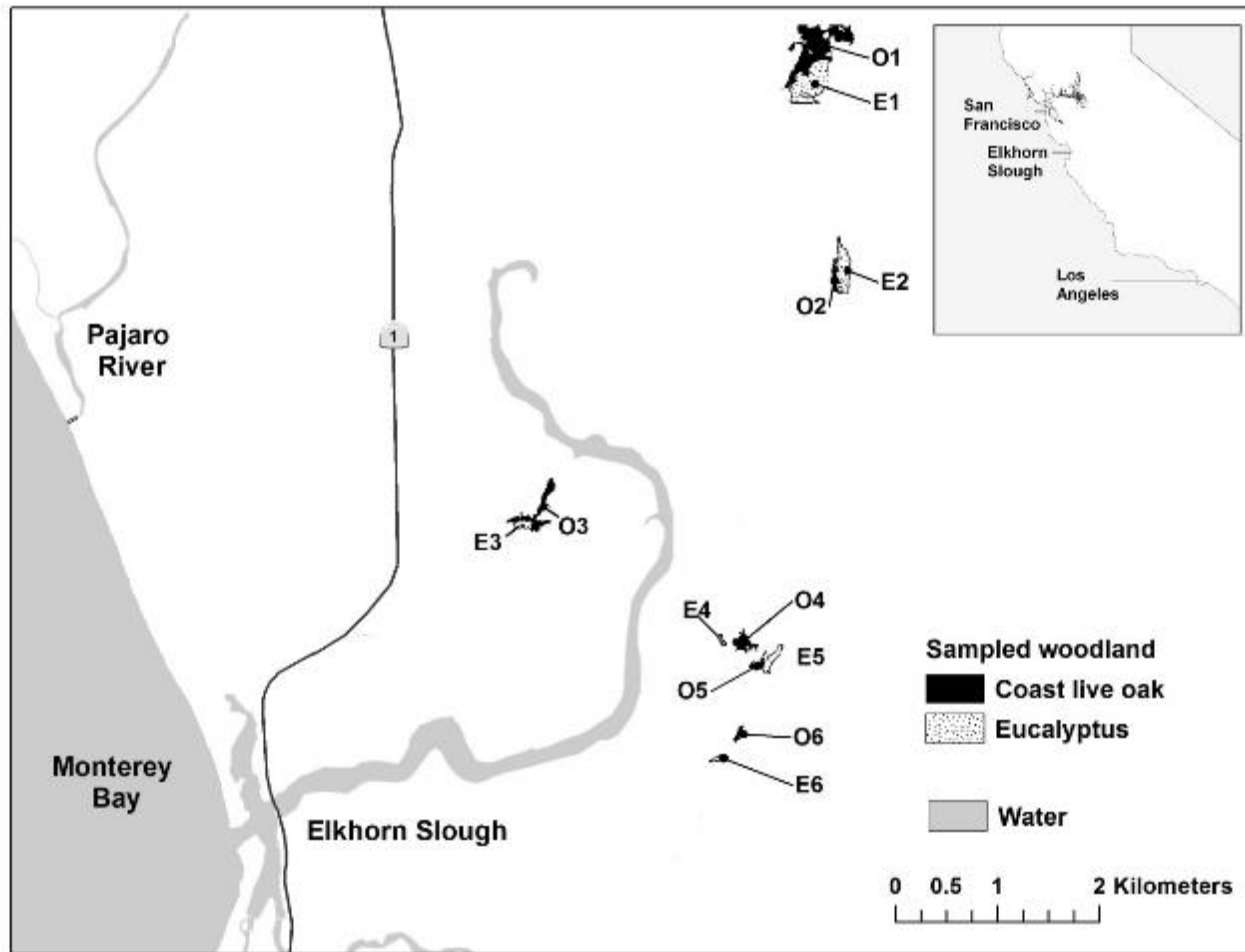 O1
E1
San
Francisco
Elkhorn
Slough
Los
Angeles
E2
O2
1
Pajaro
River
O3
E3
E4
O4
E5
O5
O6
E6
Sampled woodland
Coast live oak
Eucalyptus
Water
Monterey
Bay
Elkhorn Slough
0 0.5 1 2 Kilometers